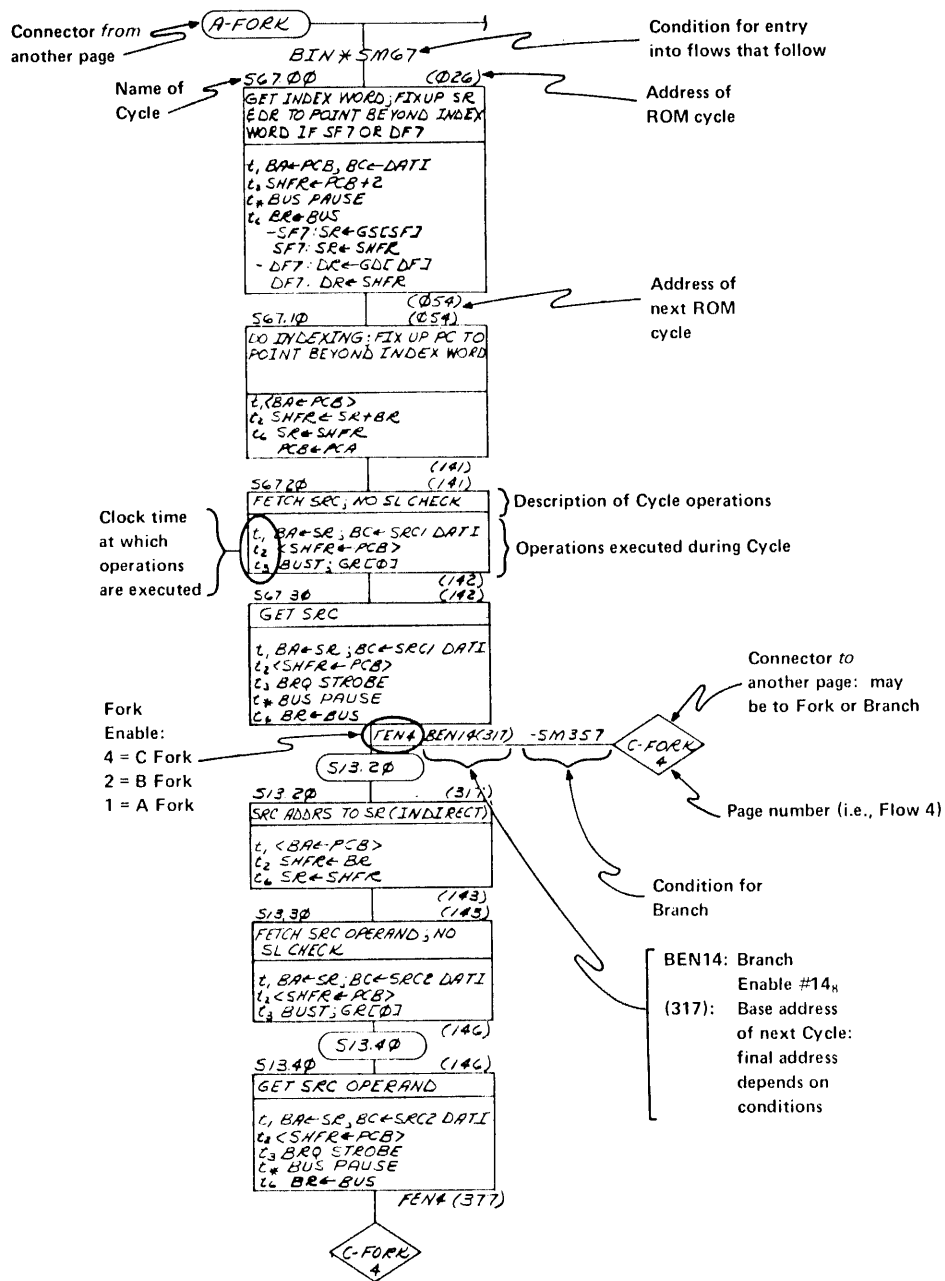 Connector from
another page
A-FORK
BIN*SM67
Condition for entry
into flows that follow
Name of
Cycle
S67.00 (026)
Address of
ROM cycle
GET INDEX WORD; FIXUP SR
EDR TO POINT BEYOND INDEX
WORD IF SF7 OR DF7
t1 BA←PCB, BC←DATI
t3 SHFR←PCB+2
t* BUS PAUSE
t6 BR←BUS
-SF7: SR←GS[SF]
SF7: SR←SHFR
-DF7: DR←GD[DF]
DF7: DR←SHFR
(054)
Address of
next ROM
cycle
S67.10 (054)
DO INDEXING; FIX UP PC TO
POINT BEYOND INDEX WORD
t1 <BA←PCB>
t2 SHFR←SR+BR
t6 SR←SHFR
PCB←PCA
(141)
S67.20 (141)
FETCH SRC; NO SL CHECK
Description of Cycle operations
Clock time
at which
operations
are executed
t1 BA←SR; BC←SRC1 DATI
t2 <SHFR←PCB>
t3 BUST; GR[0]
Operations executed during Cycle
(142)
S67.30 (142)
GET SRC
t1 BA←SR; BC←SRC1 DATI
t2 <SHFR←PCB>
t3 BRQ STROBE
t* BUS PAUSE
t6 BR←BUS
Connector to
another page: may
be to Fork or Branch
Fork
Enable:
4 = C Fork
2 = B Fork
1 = A Fork
FEN4 BEN14(317) -SM357 C-FORK
4
Page number (i.e., Flow 4)
S13.20
S13.20 (317)
SRC ADDRS TO SR (INDIRECT)
t1 <BA←PCB>
t2 SHFR←BR
t6 SR←SHFR
(143)
Condition for
Branch
S13.30 (143)
FETCH SRC OPERAND; NO
SL CHECK
t1 BA←SR; BC←SRC2 DATI
t2 <SHFR←PCB>
t3 BUST; GR[0]
(146)
BEN14: Branch
Enable #14₈
(317): Base address
of next Cycle:
final address
depends on
conditions
S13.40
S13.40 (146)
GET SRC OPERAND
t1 BA←SR, BC←SRC2 DATI
t2 <SHFR←PCB>
t3 BRQ STROBE
t* BUS PAUSE
t6 BR←BUS
FEN4 (377)
C-FORK
4